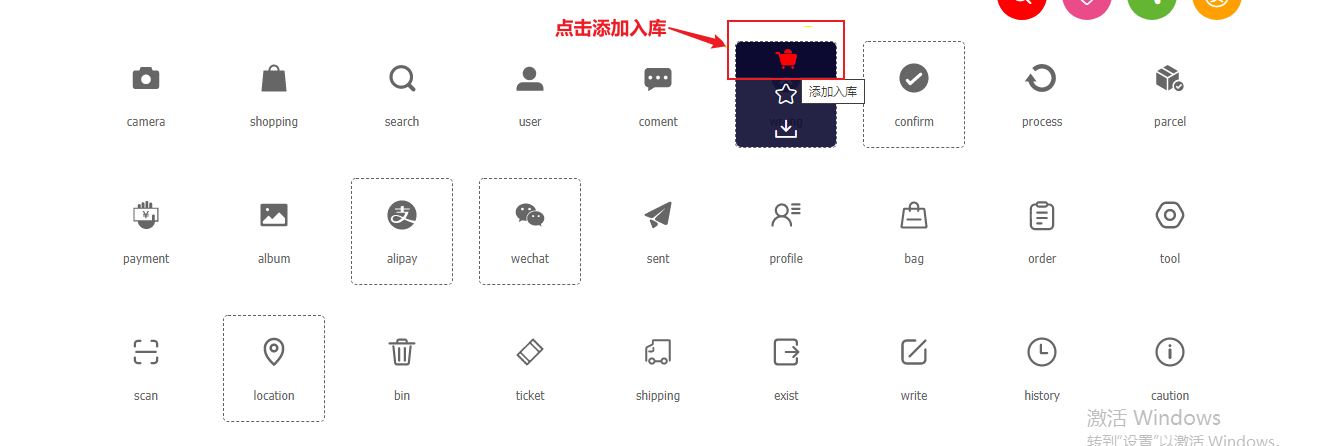 点击添加入库
添加入库
camera
shopping
search
user
coment
wrong
confirm
process
parcel
payment
album
alipay
wechat
sent
profile
bag
order
tool
scan
location
bin
ticket
shipping
exist
write
history
caution
激活 Windows
转到"设置"以激活 Windows。